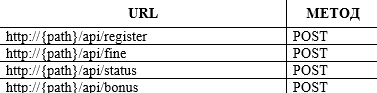 URL МЕТОД
http://{path}/api/register POST
http://{path}/api/fine POST
http://{path}/api/status POST
http://{path}/api/bonus POST